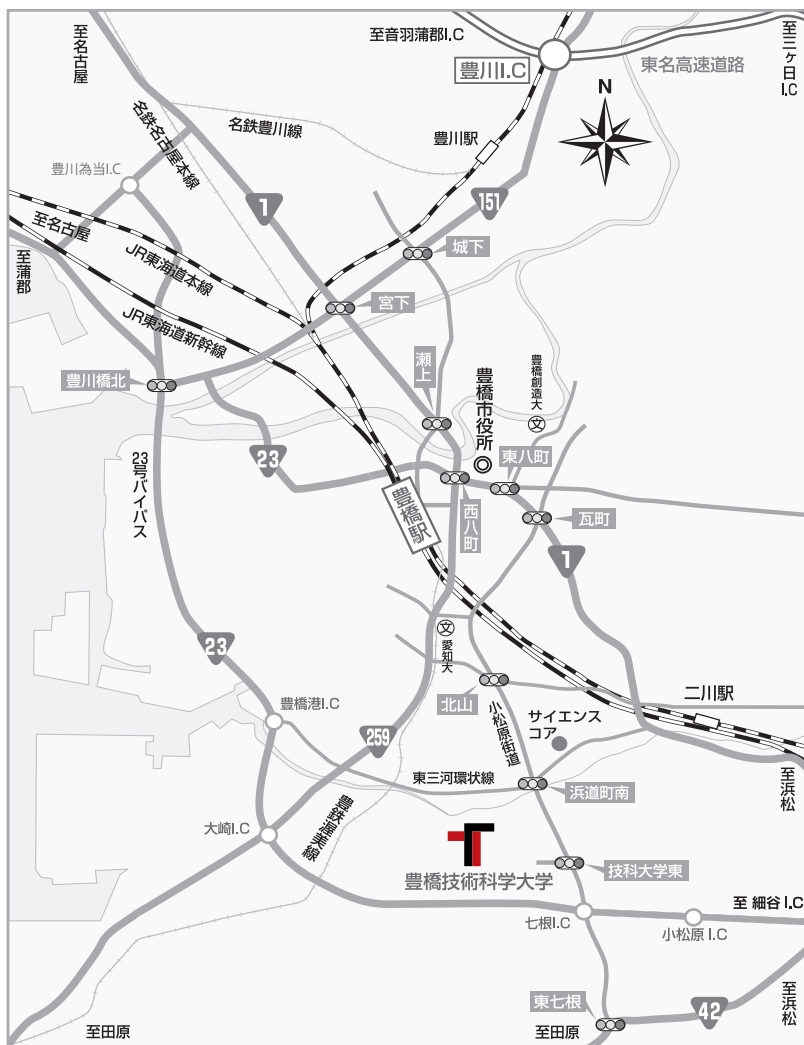 至名古屋
至音羽蒲郡I.C
豊川I.C
東名高速道路
至三ヶ日I.C
N
名鉄名古屋本線
名鉄豊川線
豊川駅
豊川為当I.C
1
151
至名古屋
JR東海道本線
城下
至蒲郡
宮下
JR東海道新幹線
豊川橋北
瀬上
豊橋市役所
豊橋創造大
文
東八町
23
23号バイパス
豊橋駅
西八町
瓦町
1
23
文
愛知大
北山
小松原街道
二川駅
サイエンス
コア
豊橋港I.C
259
東三河環状線
浜道町南
至浜松
大崎I.C
豊鉄渥美線
豊橋技術科学大学
技科大学東
至 細谷 I.C
七根I.C
小松原 I.C
東七根
42
至浜松
至田原
至田原